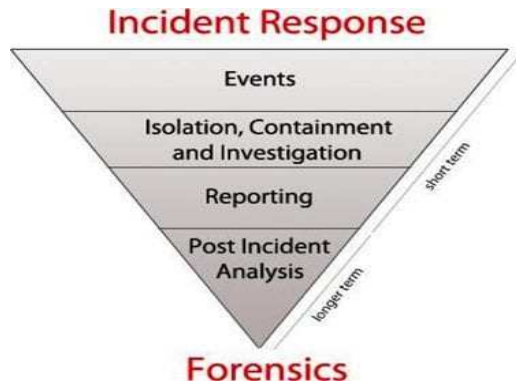 Incident Response
Events
Isolation, Containment
and Investigation
Reporting
Post Incident
Analysis
short term
longer term
Forensics